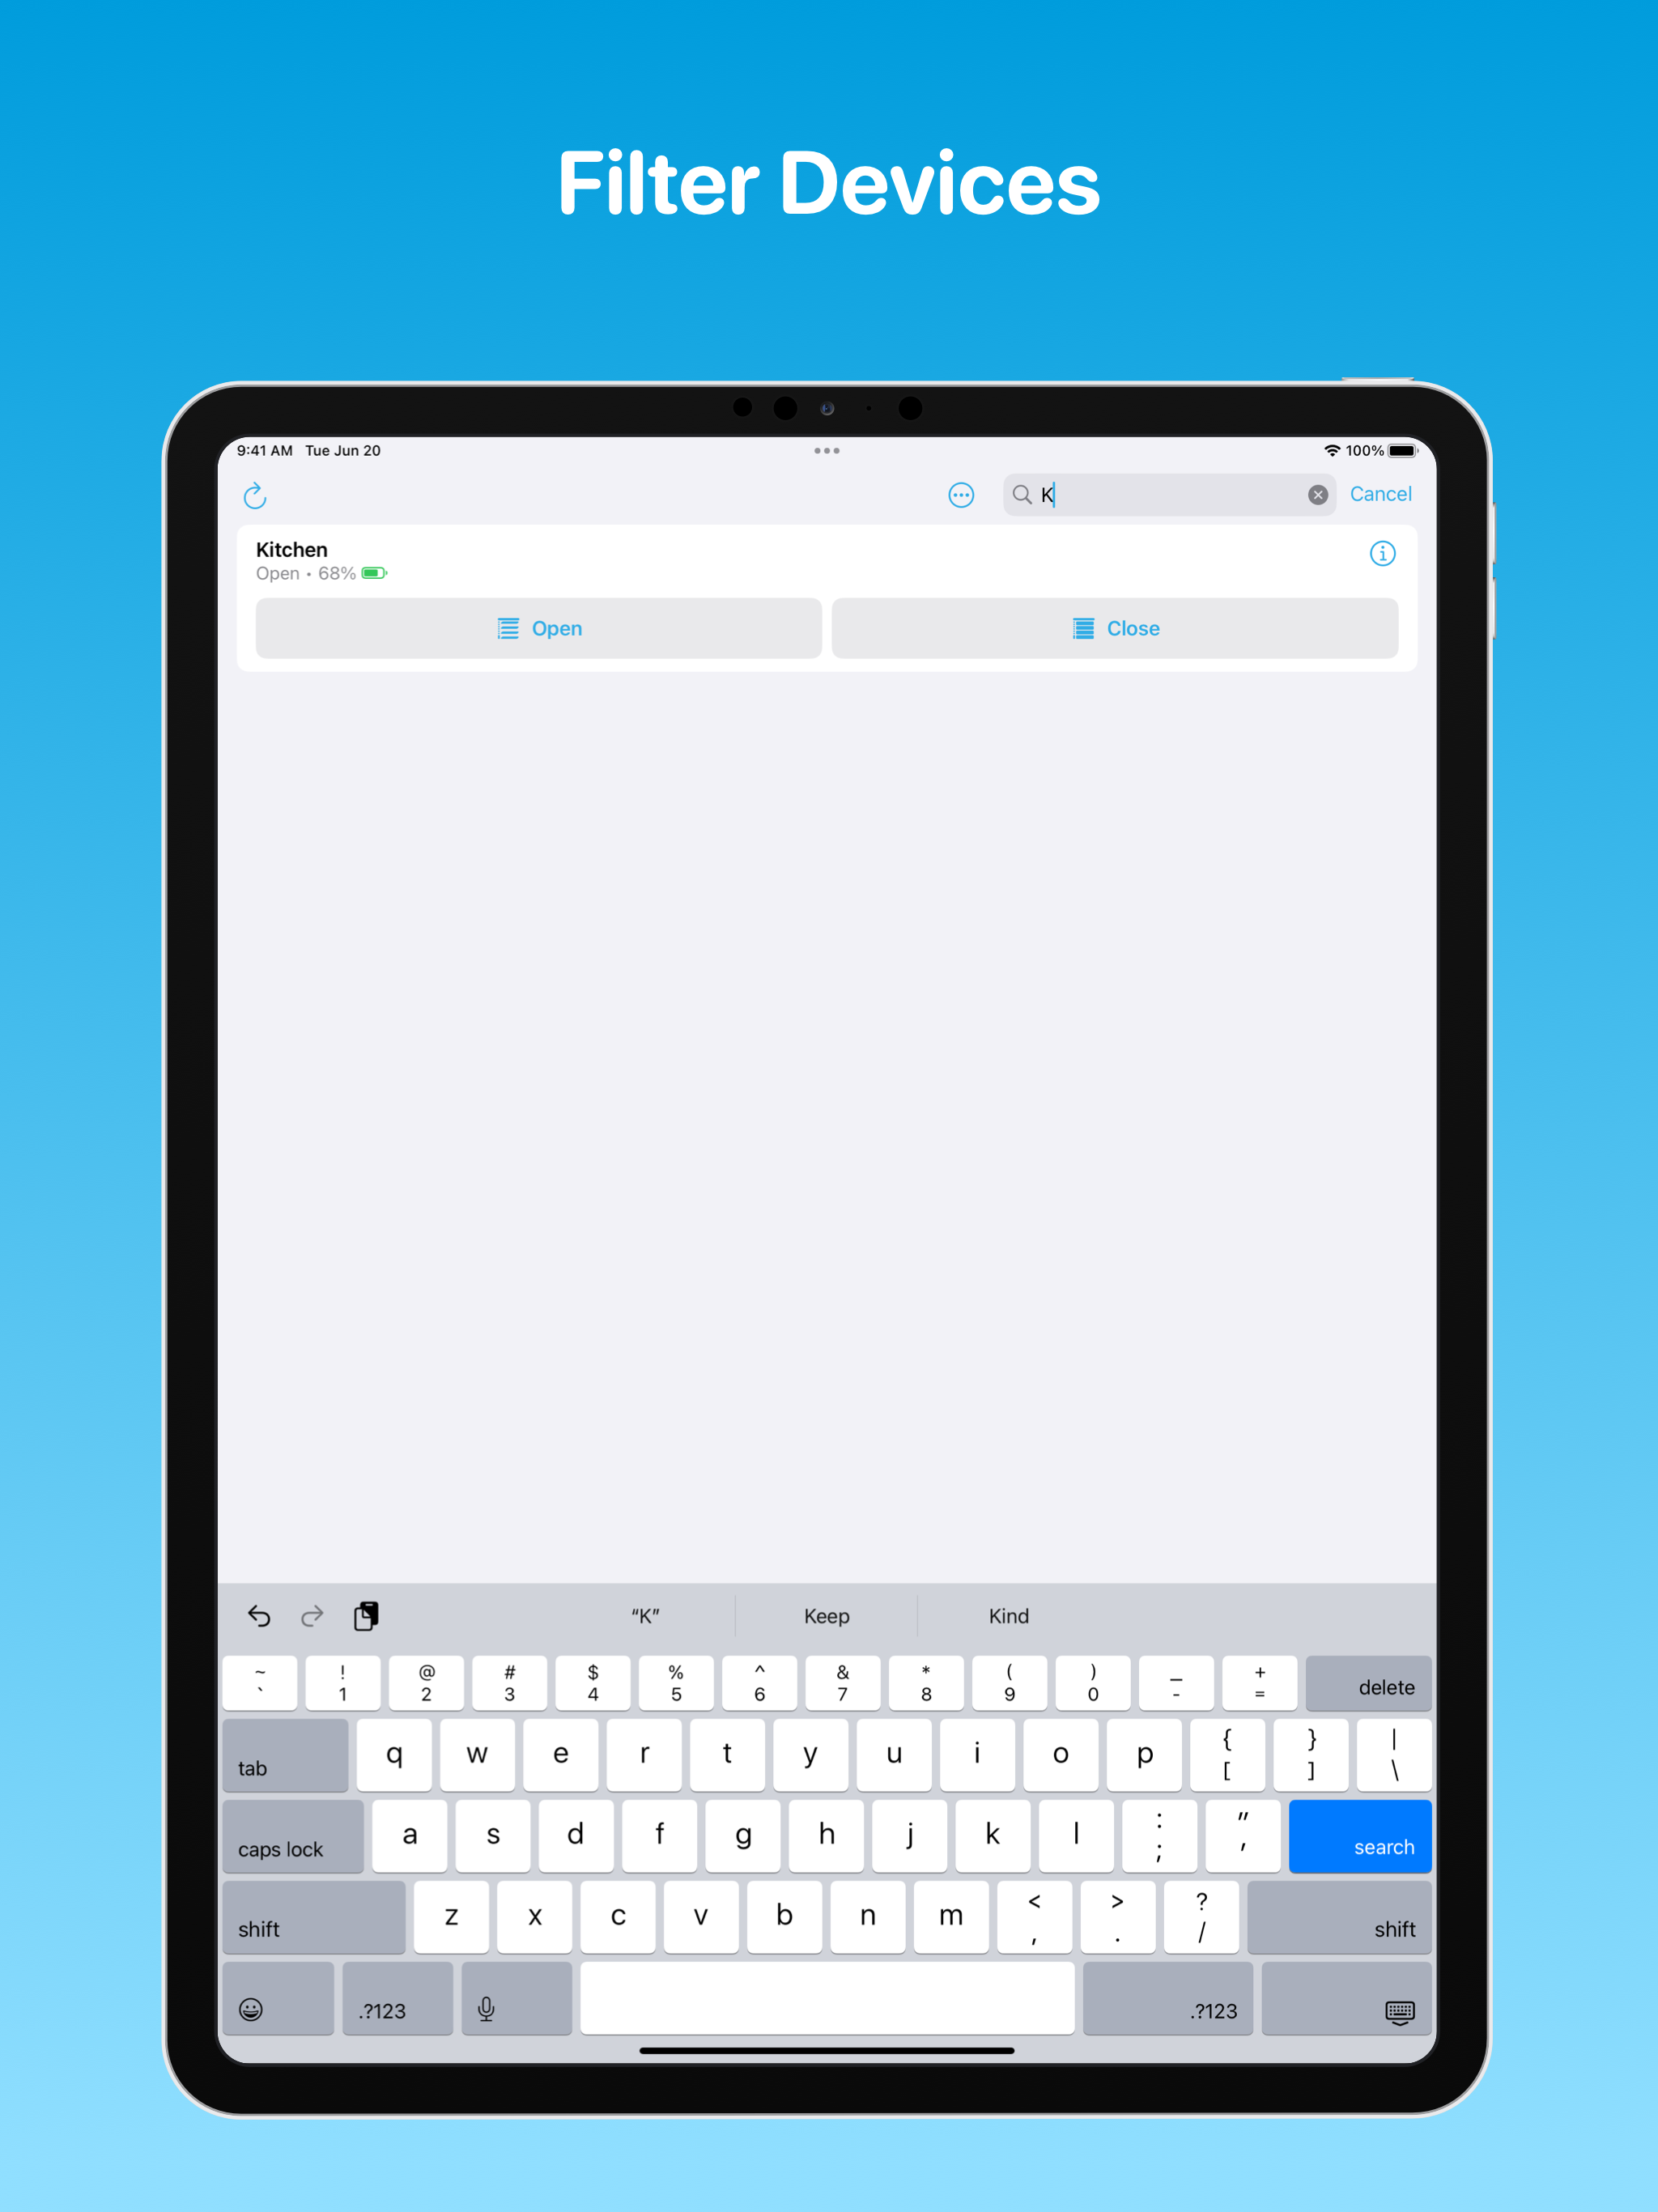 Filter Devices
9:41 AM Tue Jun 20
100%
K
Cancel
Kitchen
Open • 68%
Open
Close
“K” Keep Kind
~ ! @ # $ % ^ & * ( ) _ +
` 1 2 3 4 5 6 7 8 9 0 - = delete
tab q w e r t y u i o p { [ } ] | \
caps lock a s d f g h j k l : ; ” ’ search
shift z x c v b n m < , > . ? / shift
.?123 .?123